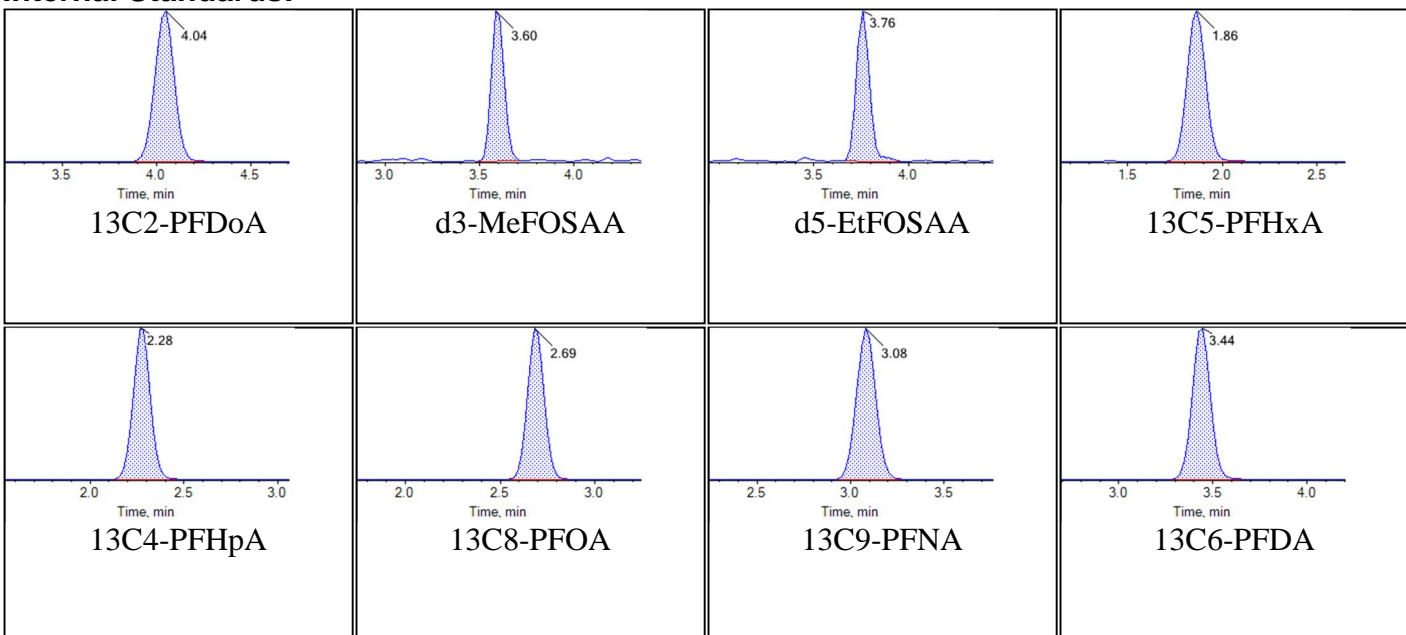 Internal Standards:
4.04 3.60 3.76 1.86
3.5 4.0 4.5 3.0 3.5 4.0 3.5 4.0 1.5 2.0 2.5
Time, min Time, min Time, min Time, min
13C2-PFDoA d3-MeFOSAA d5-EtFOSAA 13C5-PFHxA
2.28 2.69 3.08 3.44
2.0 2.5 3.0 2.0 2.5 3.0 2.5 3.0 3.5 3.0 3.5 4.0
Time, min Time, min Time, min Time, min
13C4-PFHpA 13C8-PFOA 13C9-PFNA 13C6-PFDA